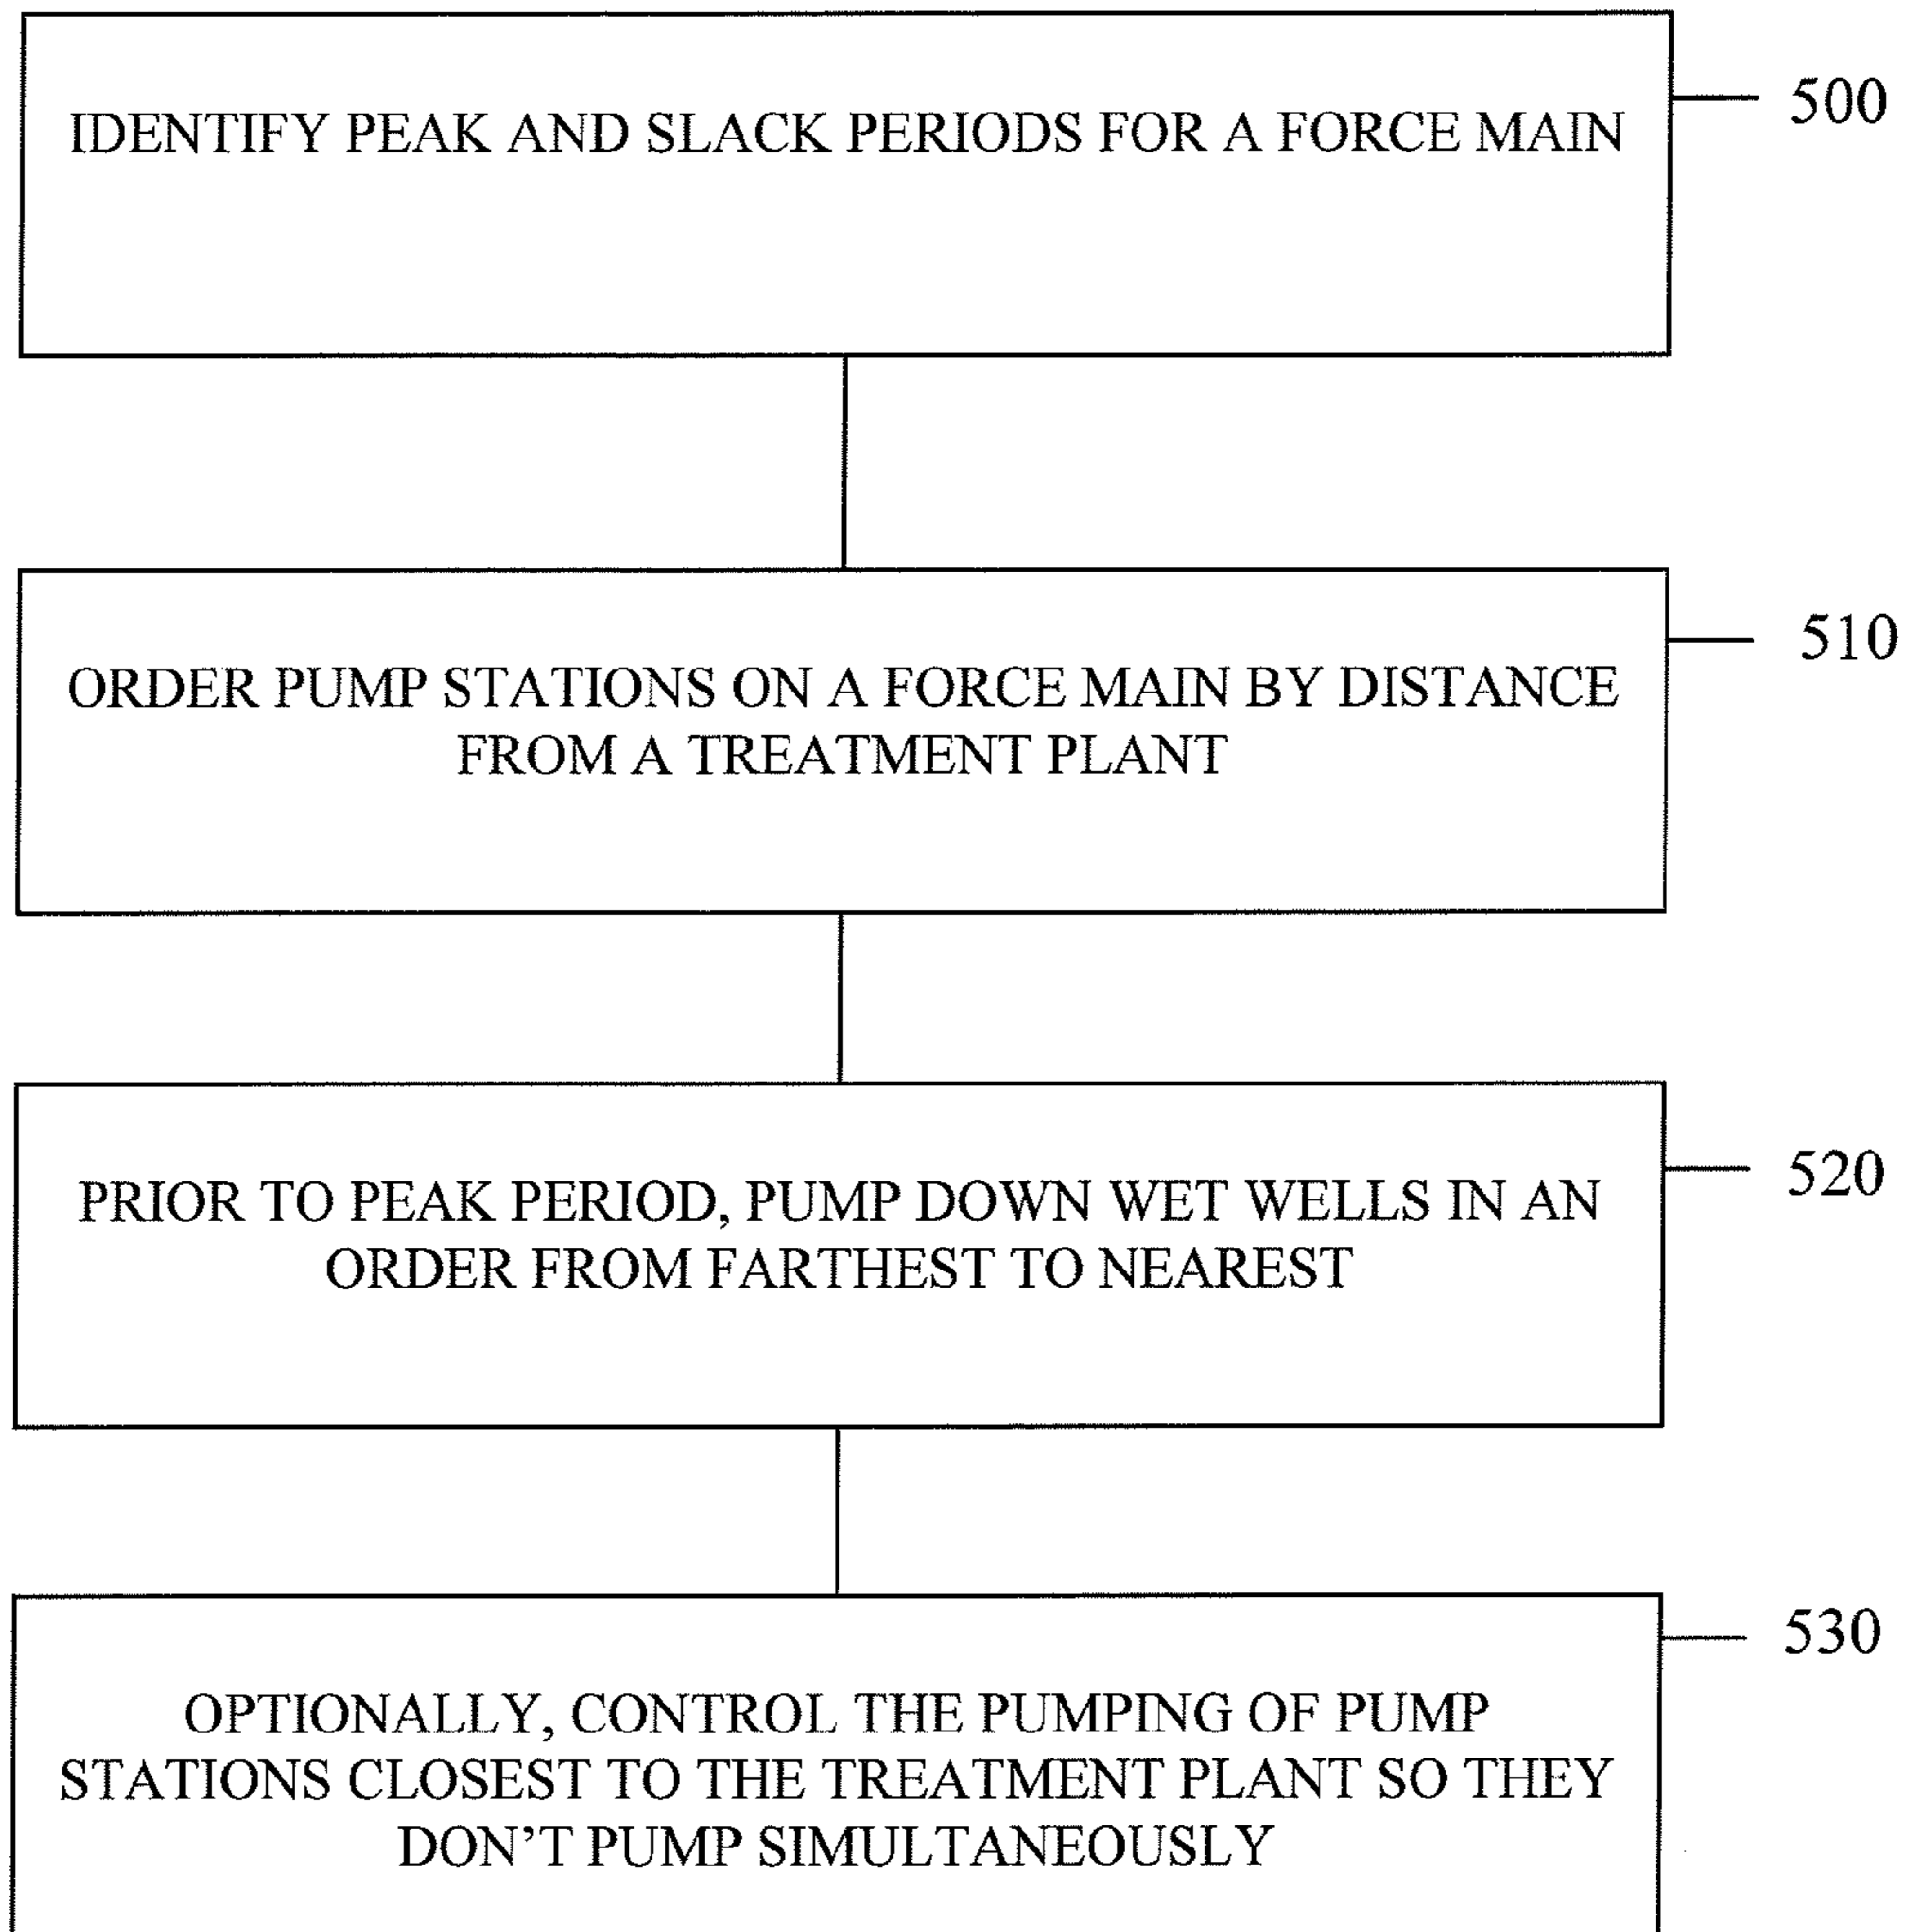 IDENTIFY PEAK AND SLACK PERIODS FOR A FORCE MAIN
500
ORDER PUMP STATIONS ON A FORCE MAIN BY DISTANCE
FROM A TREATMENT PLANT
510
PRIOR TO PEAK PERIOD, PUMP DOWN WET WELLS IN AN
ORDER FROM FARTHEST TO NEAREST
520
OPTIONALLY, CONTROL THE PUMPING OF PUMP
STATIONS CLOSEST TO THE TREATMENT PLANT SO THEY
DON'T PUMP SIMULTANEOUSLY
530